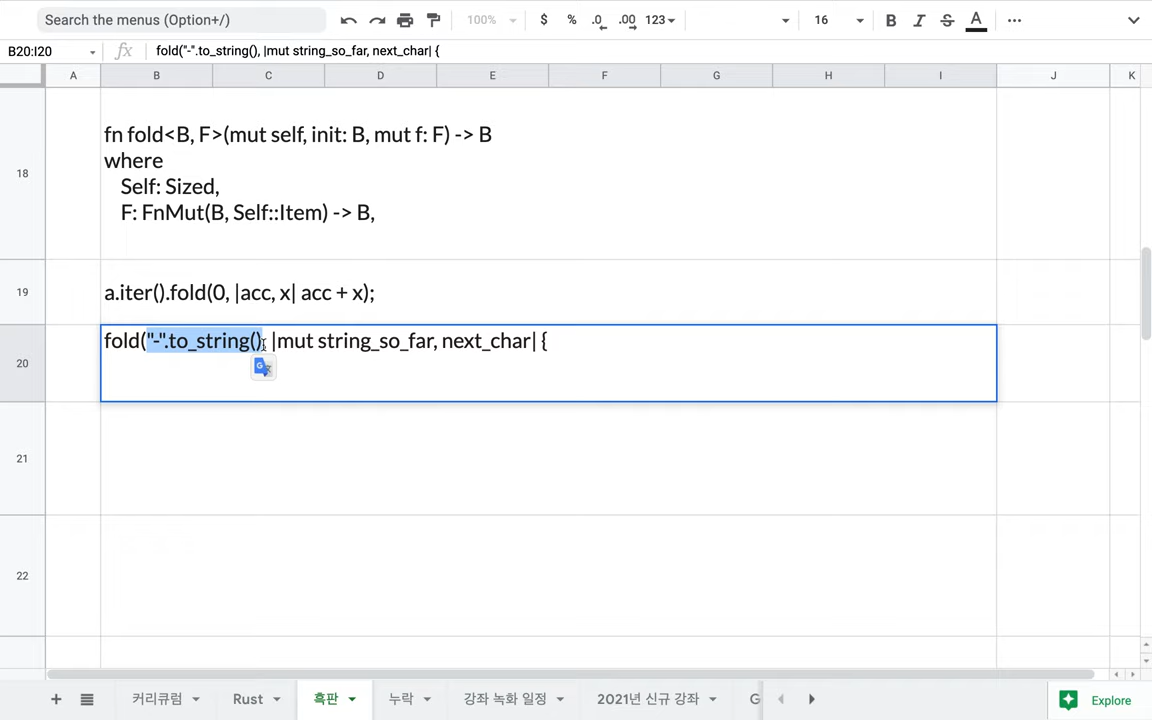 Search the menus (Option+/)
100%
$ % .0 .00 123
16
B I S A
B20:I20
fx
fold("-".to_string(), |mut string_so_far, next_char| {
A B C D E F G H I J K
18
fn fold<B, F>(mut self, init: B, mut f: F) -> B
where
Self: Sized,
F: FnMut(B, Self::Item) -> B,
19
a.iter().fold(0, |acc, x| acc + x);
20
fold("-".to_string(), |mut string_so_far, next_char| {
21
22
커리큘럼 Rust 흑판 누락 강좌 녹화 일정 2021년 신규 강좌 G Explore